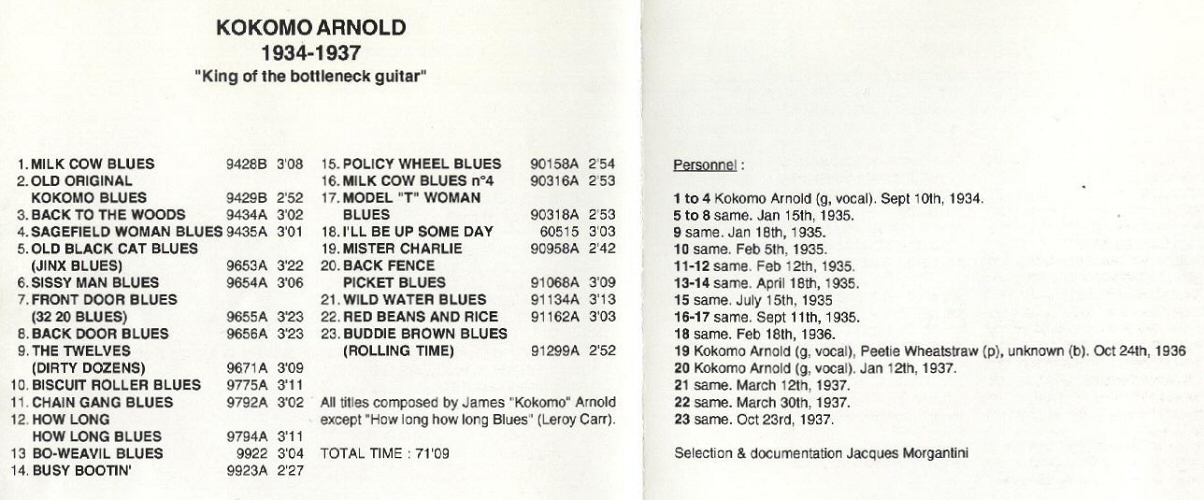 KOKOMO ARNOLD
1934-1937
"King of the bottleneck guitar"
1. MILK COW BLUES 9428B 3'08
2. OLD ORIGINAL
KOKOMO BLUES 9429B 2'52
3. BACK TO THE WOODS 9434A 3'02
4. SAGEFIELD WOMAN BLUES 9435A 3'01
5. OLD BLACK CAT BLUES
(JINX BLUES) 9653A 3'22
6. SISSY MAN BLUES 9654A 3'06
7. FRONT DOOR BLUES
(32 20 BLUES) 9655A 3'23
8. BACK DOOR BLUES 9656A 3'23
9. THE TWELVES
(DIRTY DOZENS) 9671A 3'09
10. BISCUIT ROLLER BLUES 9775A 3'11
11. CHAIN GANG BLUES 9792A 3'02
12. HOW LONG
HOW LONG BLUES 9794A 3'11
13 BO-WEAVIL BLUES 9922 3'04
14. BUSY BOOTIN' 9923A 2'27
15. POLICY WHEEL BLUES 90158A 2'54
16. MILK COW BLUES n°4 90316A 2'53
17. MODEL "T" WOMAN
BLUES 90318A 2'53
18. I'LL BE UP SOME DAY 60515 3'03
19. MISTER CHARLIE 90958A 2'42
20. BACK FENCE
PICKET BLUES 91068A 3'09
21. WILD WATER BLUES 91134A 3'13
22. RED BEANS AND RICE 91162A 3'03
23. BUDDIE BROWN BLUES
(ROLLING TIME) 91299A 2'52
All titles composed by James "Kokomo" Arnold
except "How long how long Blues" (Leroy Carr).
TOTAL TIME : 71'09
Personnel :
1 to 4 Kokomo Arnold (g, vocal). Sept 10th, 1934.
5 to 8 same. Jan 15th, 1935.
9 same. Jan 18th, 1935.
10 same. Feb 5th, 1935.
11-12 same. Feb 12th, 1935.
13-14 same. April 18th, 1935.
15 same. July 15th, 1935
16-17 same. Sept 11th, 1935.
18 same. Feb 18th, 1936.
19 Kokomo Arnold (g, vocal), Peetie Wheatstraw (p), unknown (b). Oct 24th, 1936
20 Kokomo Arnold (g, vocal). Jan 12th, 1937.
21 same. March 12th, 1937.
22 same. March 30th, 1937.
23 same. Oct 23rd, 1937.
Selection & documentation Jacques Morgantini